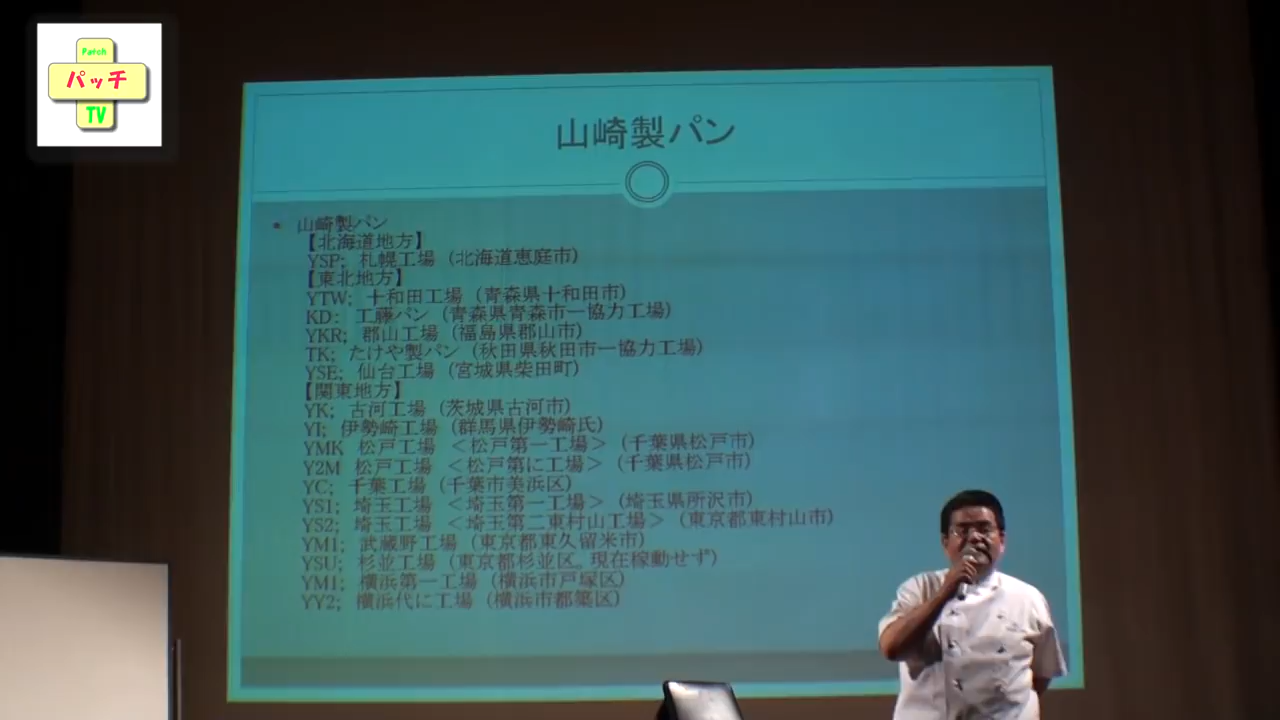 Patch
パッチ
TV
山崎製パン
山崎製パン
【北海道地方】
YSP; 札幌工場（北海道恵庭市）
【東北地方】
YTW; 十和田工場（青森県十和田市）
KD: 工藤パン（青森県青森市ー協力工場）
YKR; 郡山工場（福島県郡山市）
TK; たけや製パン（秋田県秋田市ー協力工場）
YSE; 仙台工場（宮城県柴田町）
【関東地方】
YK; 古河工場（茨城県古河市）
YI; 伊勢崎工場（群馬県伊勢崎氏）
YMK 松戸工場 ＜松戸第一工場＞（千葉県松戸市）
Y2M 松戸工場 ＜松戸第に工場＞（千葉県松戸市）
YC; 千葉工場（千葉市美浜区）
YS1; 埼玉工場 ＜埼玉第一工場＞（埼玉県所沢市）
YS2; 埼玉工場 ＜埼玉第二東村山工場＞（東京都東村山市）
YM1; 武蔵野工場（東京都東久留米市）
YSU; 杉並工場（東京都杉並区。現在稼動せず）
YM1; 横浜第一工場（横浜市戸塚区）
YY2; 横浜代に工場（横浜市都築区）